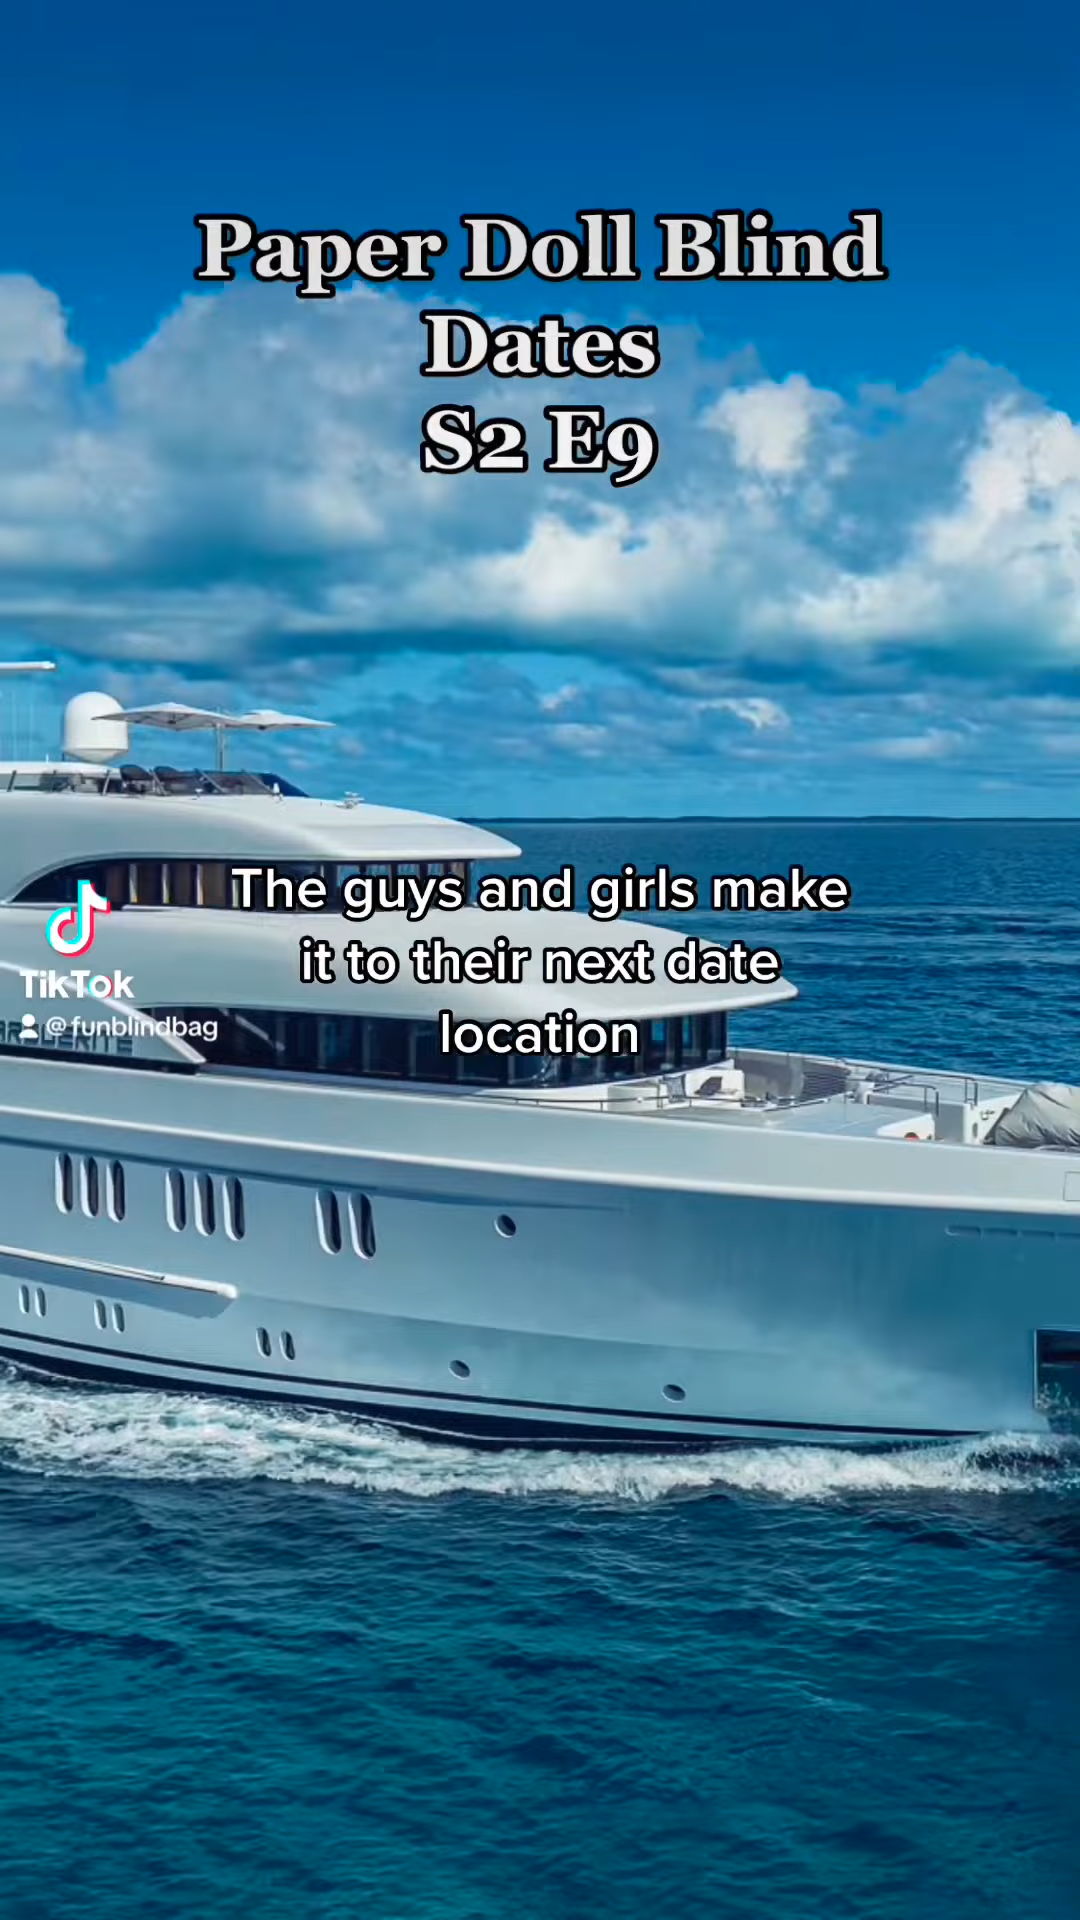 Paper Doll Blind
Dates
S2 E9
The guys and girls make
it to their next date
location
TikTok
@funblindbag